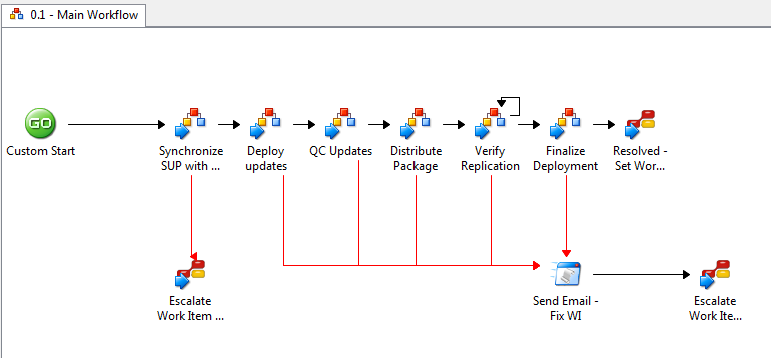 0.1 - Main Workflow
GO
Custom Start
Synchronize
SUP with ...
Deploy
updates
QC Updates
Distribute
Package
Verify
Replication
Finalize
Deployment
Resolved -
Set Wor...
Escalate
Work Item ...
Send Email -
Fix WI
Escalate
Work Ite...